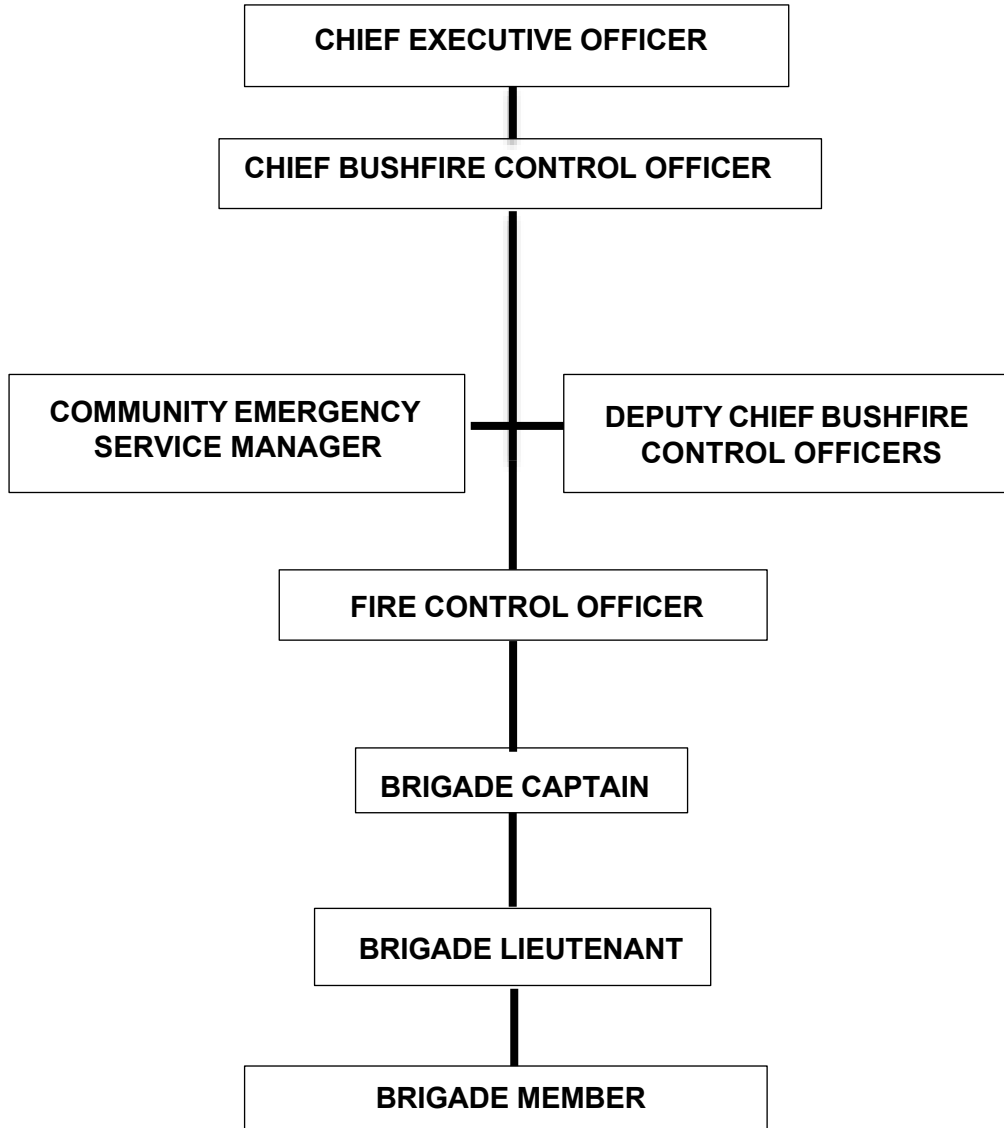 CHIEF EXECUTIVE OFFICER
CHIEF BUSHFIRE CONTROL OFFICER
COMMUNITY EMERGENCY
SERVICE MANAGER
DEPUTY CHIEF BUSHFIRE
CONTROL OFFICERS
FIRE CONTROL OFFICER
BRIGADE CAPTAIN
BRIGADE LIEUTENANT
BRIGADE MEMBER